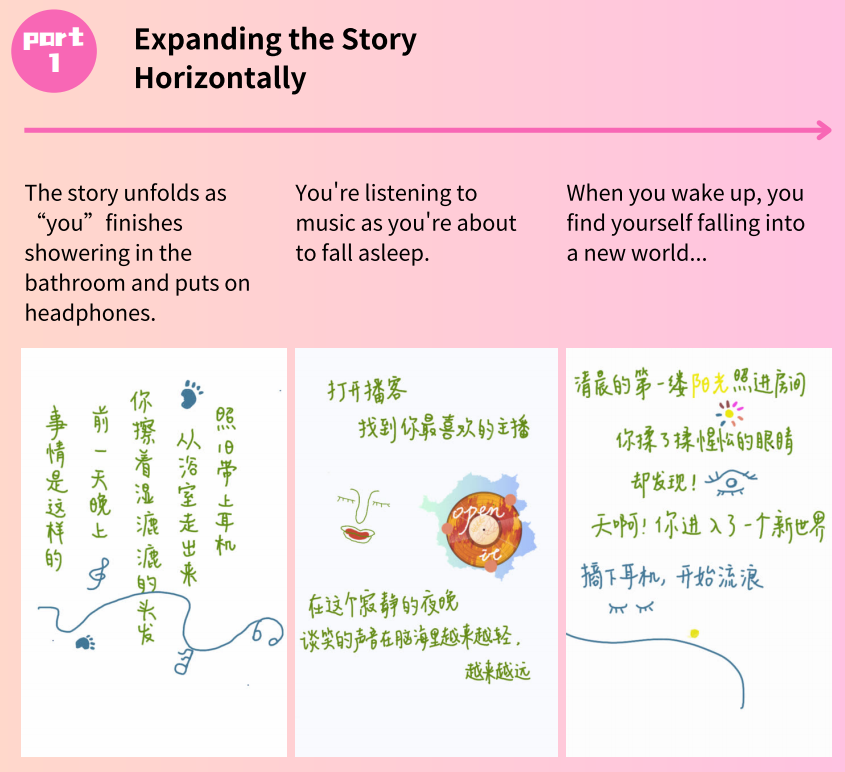 part
1
Expanding the Story
Horizontally
The story unfolds as
“you” finishes
showering in the
bathroom and puts on
headphones.
You're listening to
music as you're about
to fall asleep.
When you wake up, you
find yourself falling into
a new world...
事情是这样的
前一天晚上
你擦着湿漉漉的头发
从浴室走出来
照旧带上耳机
打开播客
找到你最喜欢的主播
open
it
在这个寂静的夜晚
谈笑的声音在脑海里越来越轻，
越来越远
清晨的第一缕阳光照进房间
你揉了揉惺忪的眼睛
却发现！
天啊！你进入了一个新世界
摘下耳机，开始流浪